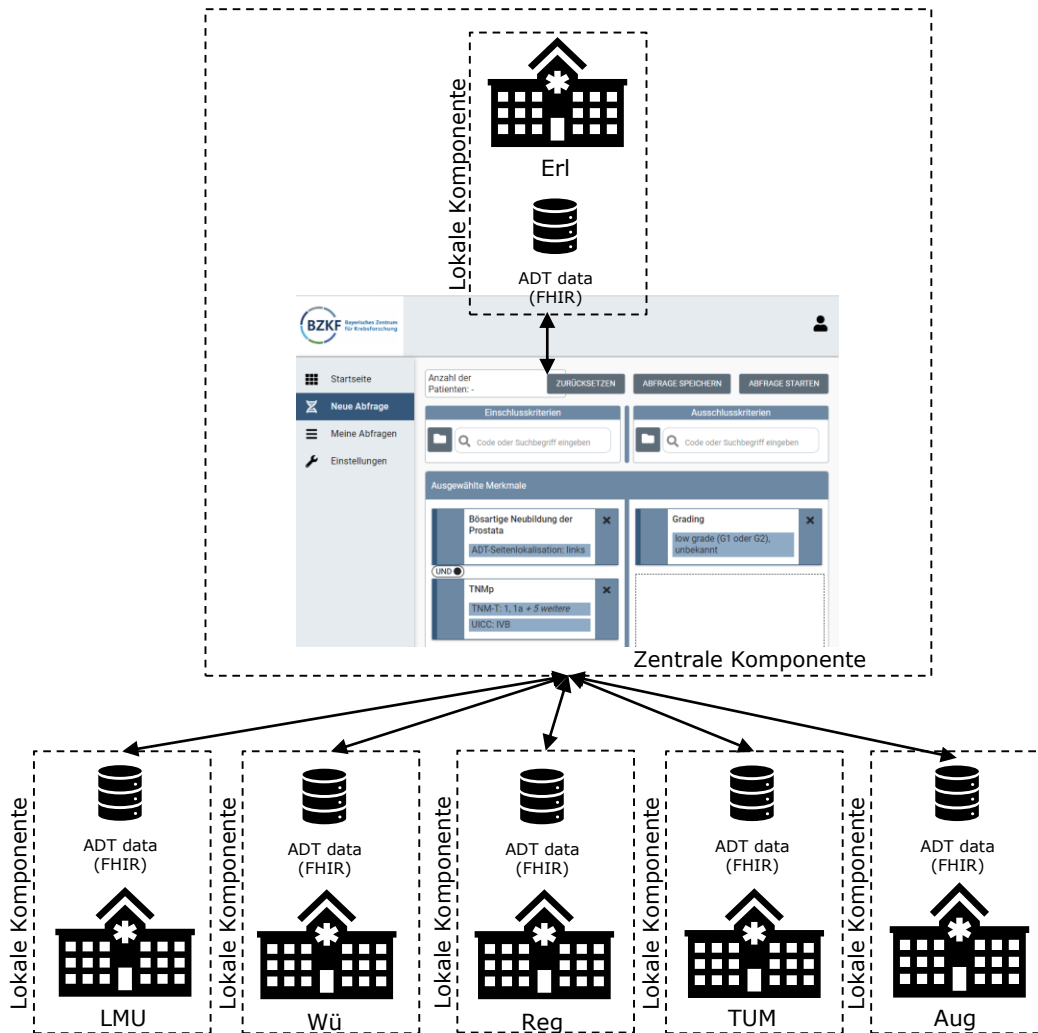 Lokale Komponente
Erl
ADT data
(FHIR)
BZKF Bayerisches Zentrum
für Krebsforschung
Startseite
Neue Abfrage
Meine Abfragen
Einstellungen
Anzahl der
Patienten: -
ZURÜCKSETZEN
ABFRAGE SPEICHERN
ABFRAGE STARTEN
Einschlusskriterien
Code oder Suchbegriff eingeben
Ausschlusskriterien
Code oder Suchbegriff eingeben
Ausgewählte Merkmale
Bösartige Neubildung der
Prostata
ADT-Seitenlokalisation: links
UND
TNMp
TNM-T: 1, 1a + 5 weitere
UICC: IVB
Grading
low grade (G1 oder G2),
unbekannt
Zentrale Komponente
Lokale Komponente
ADT data
(FHIR)
LMU
Lokale Komponente
ADT data
(FHIR)
Wü
Lokale Komponente
ADT data
(FHIR)
Reg
Lokale Komponente
ADT data
(FHIR)
TUM
Lokale Komponente
ADT data
(FHIR)
Aug